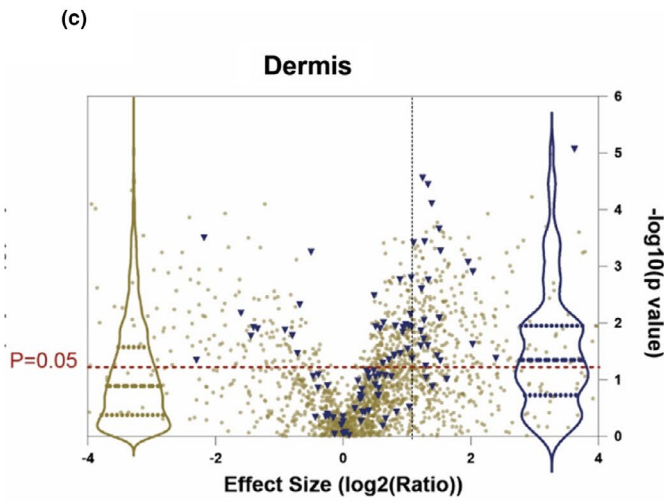 (c)
Dermis
6
5
4
3
2
1
0
-log10(p value)
P=0.05
-4 -2 0 2 4
Effect Size (log2(Ratio))